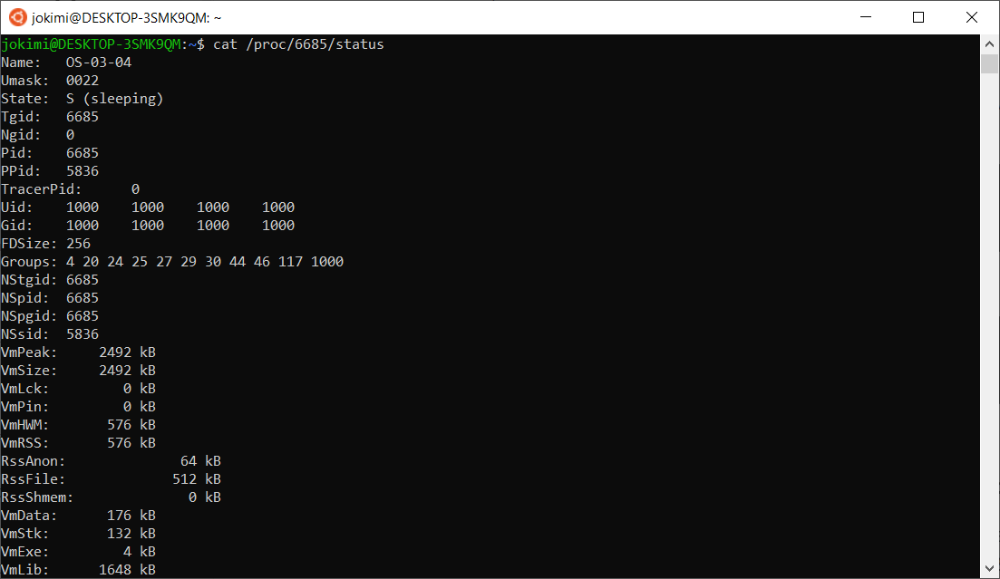 jokimi@DESKTOP-3SMK9QM: ~
jokimi@DESKTOP-3SMK9QM:~$ cat /proc/6685/status
Name:   OS-03-04
Umask:  0022
State:  S (sleeping)
Tgid:   6685
Ngid:   0
Pid:    6685
PPid:   5836
TracerPid:      0
Uid:    1000    1000    1000    1000
Gid:    1000    1000    1000    1000
FDSize: 256
Groups: 4 20 24 25 27 29 30 44 46 117 1000
NStgid: 6685
NSpid:  6685
NSpgid: 6685
NSsid:  5836
VmPeak:     2492 kB
VmSize:     2492 kB
VmLck:         0 kB
VmPin:         0 kB
VmHWM:       576 kB
VmRSS:       576 kB
RssAnon:              64 kB
RssFile:             512 kB
RssShmem:              0 kB
VmData:      176 kB
VmStk:       132 kB
VmExe:         4 kB
VmLib:      1648 kB